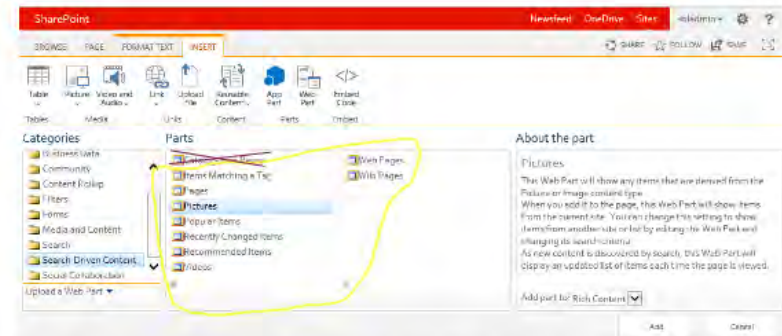 SharePoint
Newsfeed OneDrive Sites
?
BROWSE PAGE FORMAT TEXT INSERT
SHARE FOLLOW SAVE
Table Picture Video and Audio Link Upload File Reusable Content App Part Web Part Embed Code
Tables Media Links Content Parts Embed
Categories
Business Data
Community
Content Rollup
Filters
Forms
Media and Content
Search
Search-Driven Content
Social Collaboration
Upload a Web Part
Parts
Items Matching a Tag
Pages
Pictures
Popular Items
Recently Changed Items
Recommended Items
Videos
Web Pages
Wiki Pages
About the part
Pictures
This Web Part will show any items that are derived from the
Picture or Image content type.
When you add it to the page, this Web Part will show items
from the current site. You can change this setting to show
items from another site or list by editing the Web Part and
changing its search criteria.
As new content is discovered by search, this Web Part will
display an updated list of items each time the page is viewed.
Add part to: Rich Content
Add Cancel